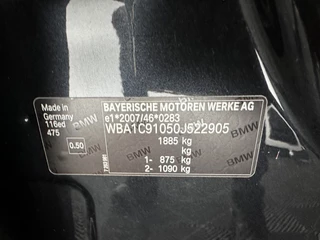 Made in
Germany
116ed
475
0.50
BAYERISCHE MOTOREN WERKE AG
e1*2007/46*0283
WBA1C91050J522905
1885 kg
kg
1- 875 kg
2- 1090 kg
BMW
BMW
BMW
BMW